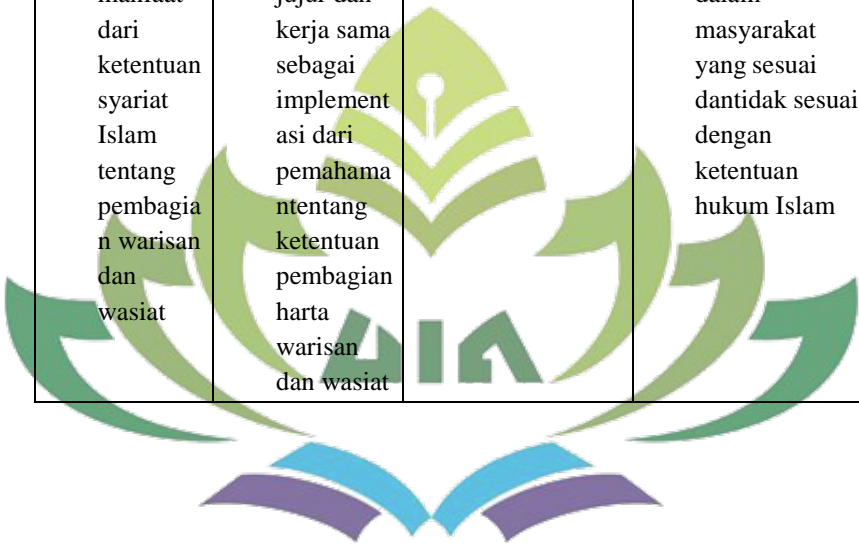 dari
ketentuan
syariat
Islam
tentang
pembagia
n warisan
dan
wasiat
kerja sama
sebagai
implement
asi dari
pemahama
ntentang
ketentuan
pembagian
harta
warisan
dan wasiat
masyarakat
yang sesuai
dantidak sesuai
dengan
ketentuan
hukum Islam
UIN